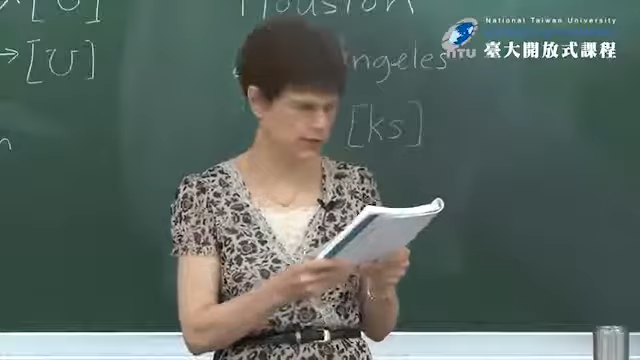 Houston
→[ʊ]
Angeles
[ks]
n
National Taiwan University
NTU 臺大開放式課程